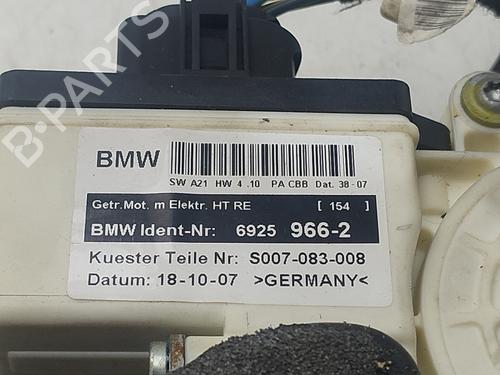 B-PARTS
BMW
SW A21 HW 4.10 PA CBB Dat. 38-07
Getr.Mot. m Elektr. HT RE [ 154 ]
BMW Ident-Nr: 6925 966-2
Kuester Teile Nr: S007-083-008
Datum: 18-10-07 >GERMANY<